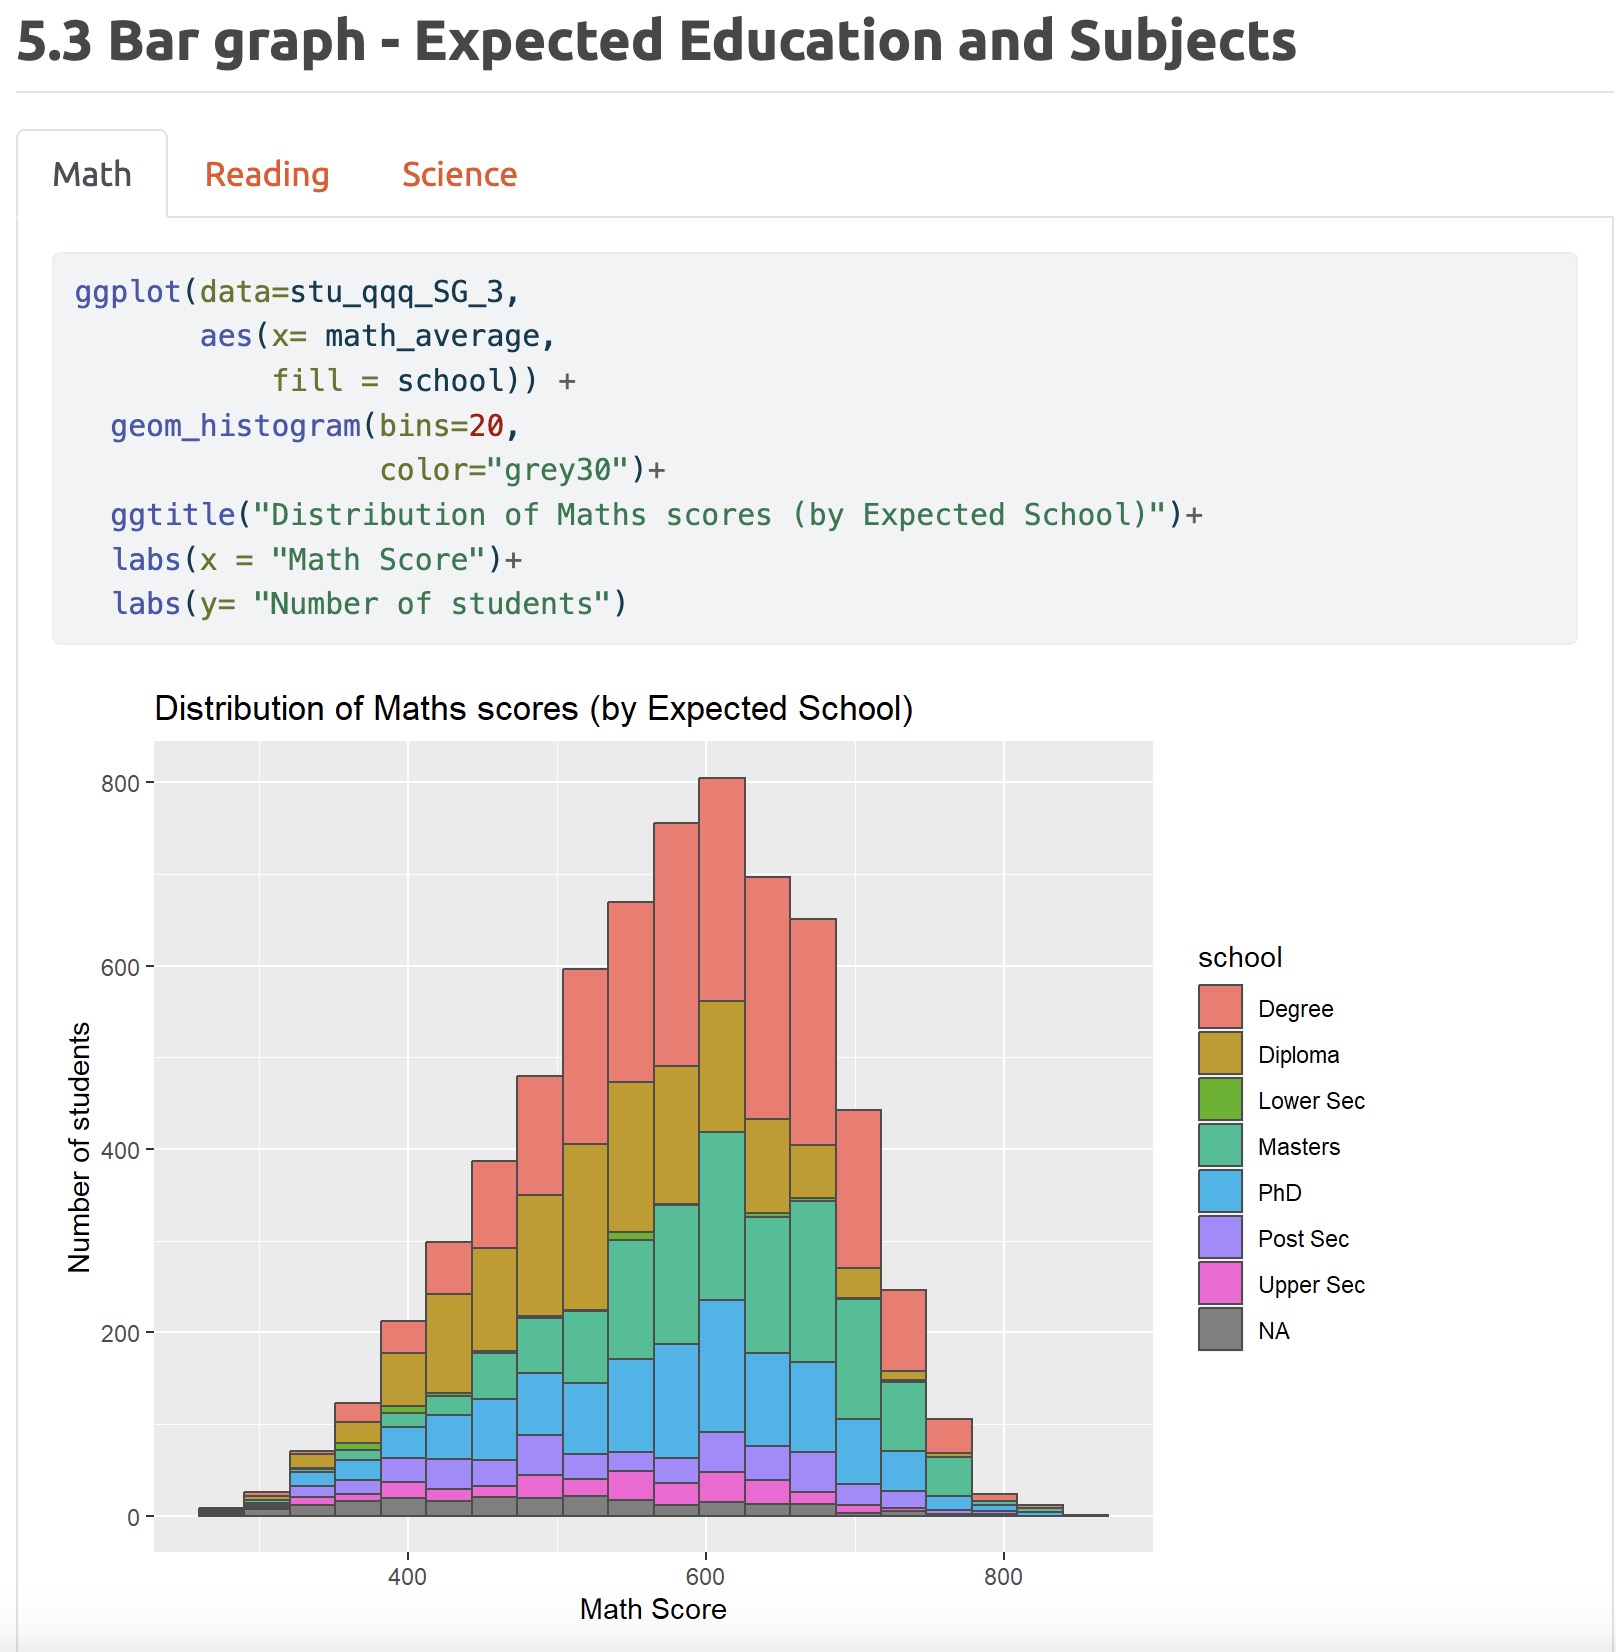 5.3 Bar graph - Expected Education and Subjects
Math Reading Science
ggplot(data=stu_qqq_SG_3,
aes(x= math_average,
fill = school)) +
geom_histogram(bins=20,
color="grey30")+
ggtitle("Distribution of Maths scores (by Expected School)")+
labs(x = "Math Score")+
labs(y= "Number of students")
Distribution of Maths scores (by Expected School)
800
600
400
200
0
Number of students
400 600 800
Math Score
school
Degree
Diploma
Lower Sec
Masters
PhD
Post Sec
Upper Sec
NA